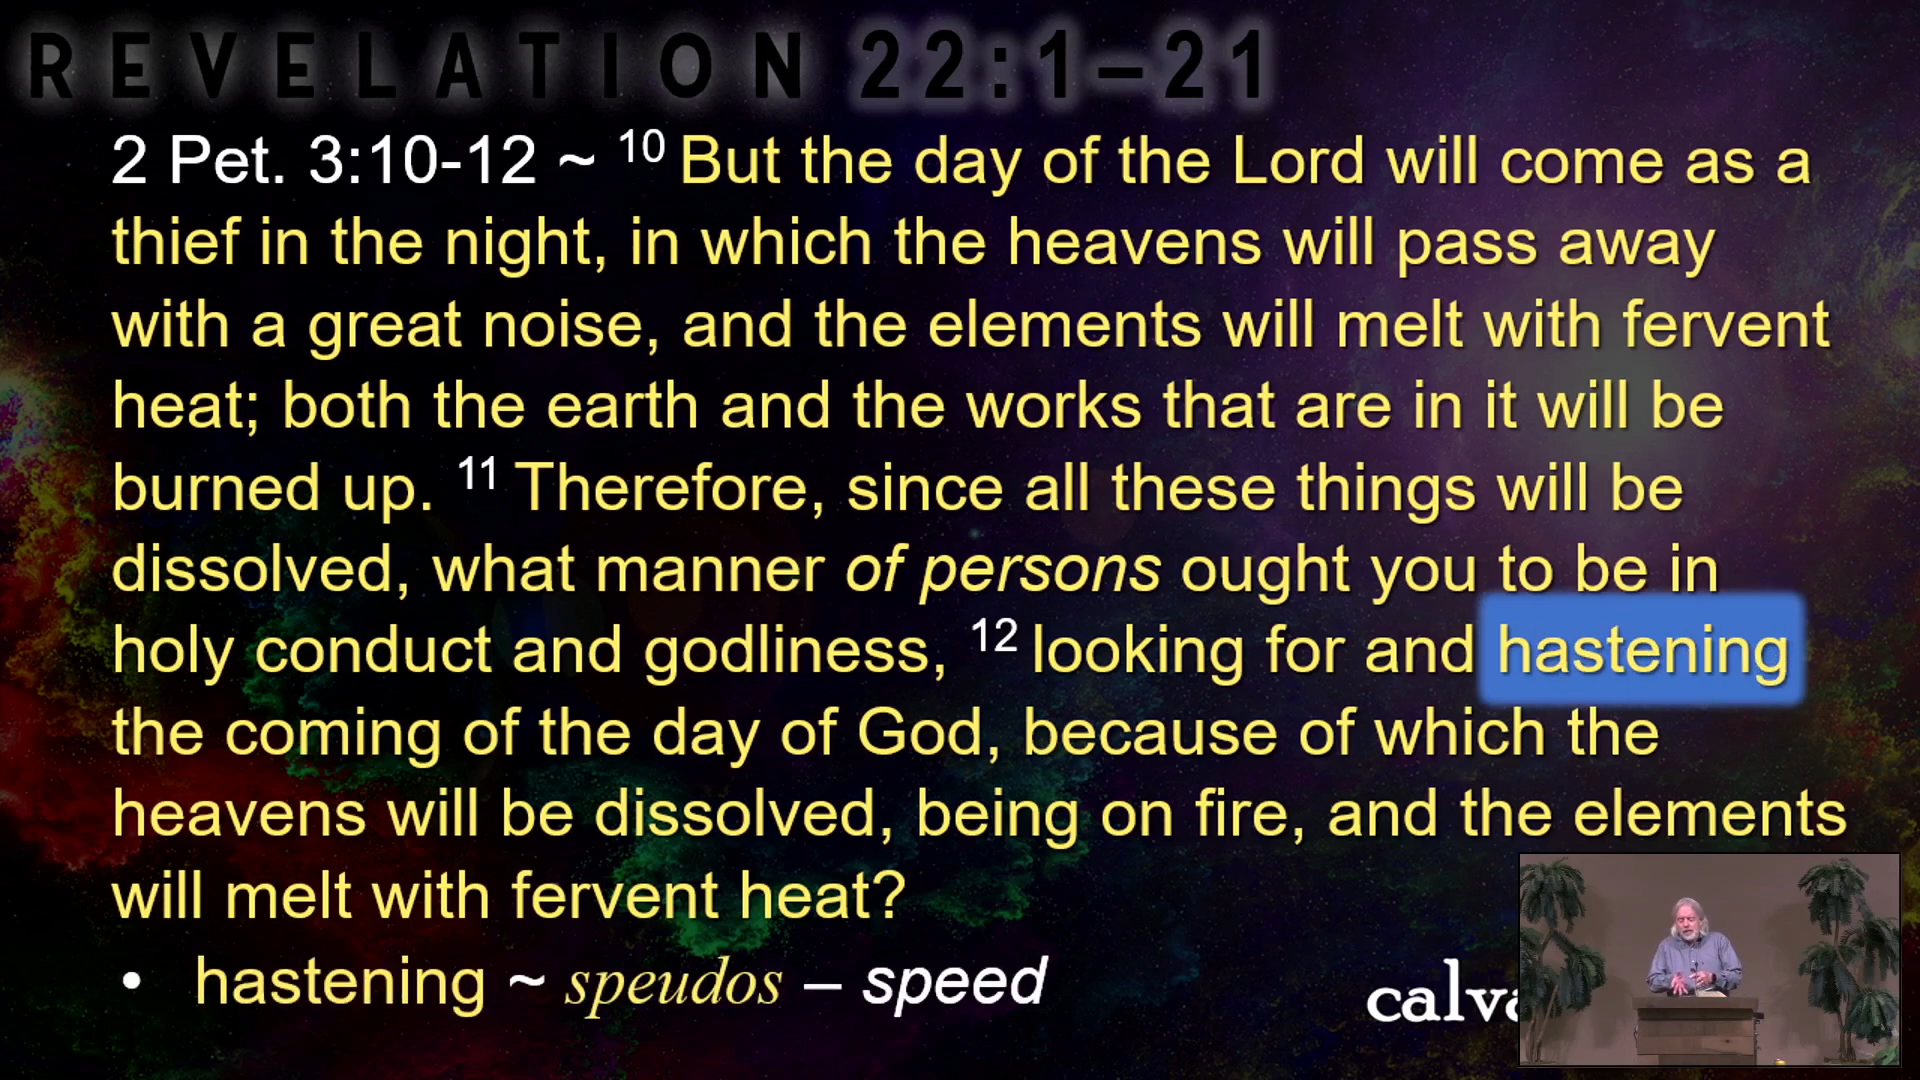 REVELATION 22:1–21
2 Pet. 3:10-12 ~ 10 But the day of the Lord will come as a
thief in the night, in which the heavens will pass away
with a great noise, and the elements will melt with fervent
heat; both the earth and the works that are in it will be
burned up. 11 Therefore, since all these things will be
dissolved, what manner of persons ought you to be in
holy conduct and godliness, 12 looking for and hastening
the coming of the day of God, because of which the
heavens will be dissolved, being on fire, and the elements
will melt with fervent heat?
• hastening ~ speudos – speed